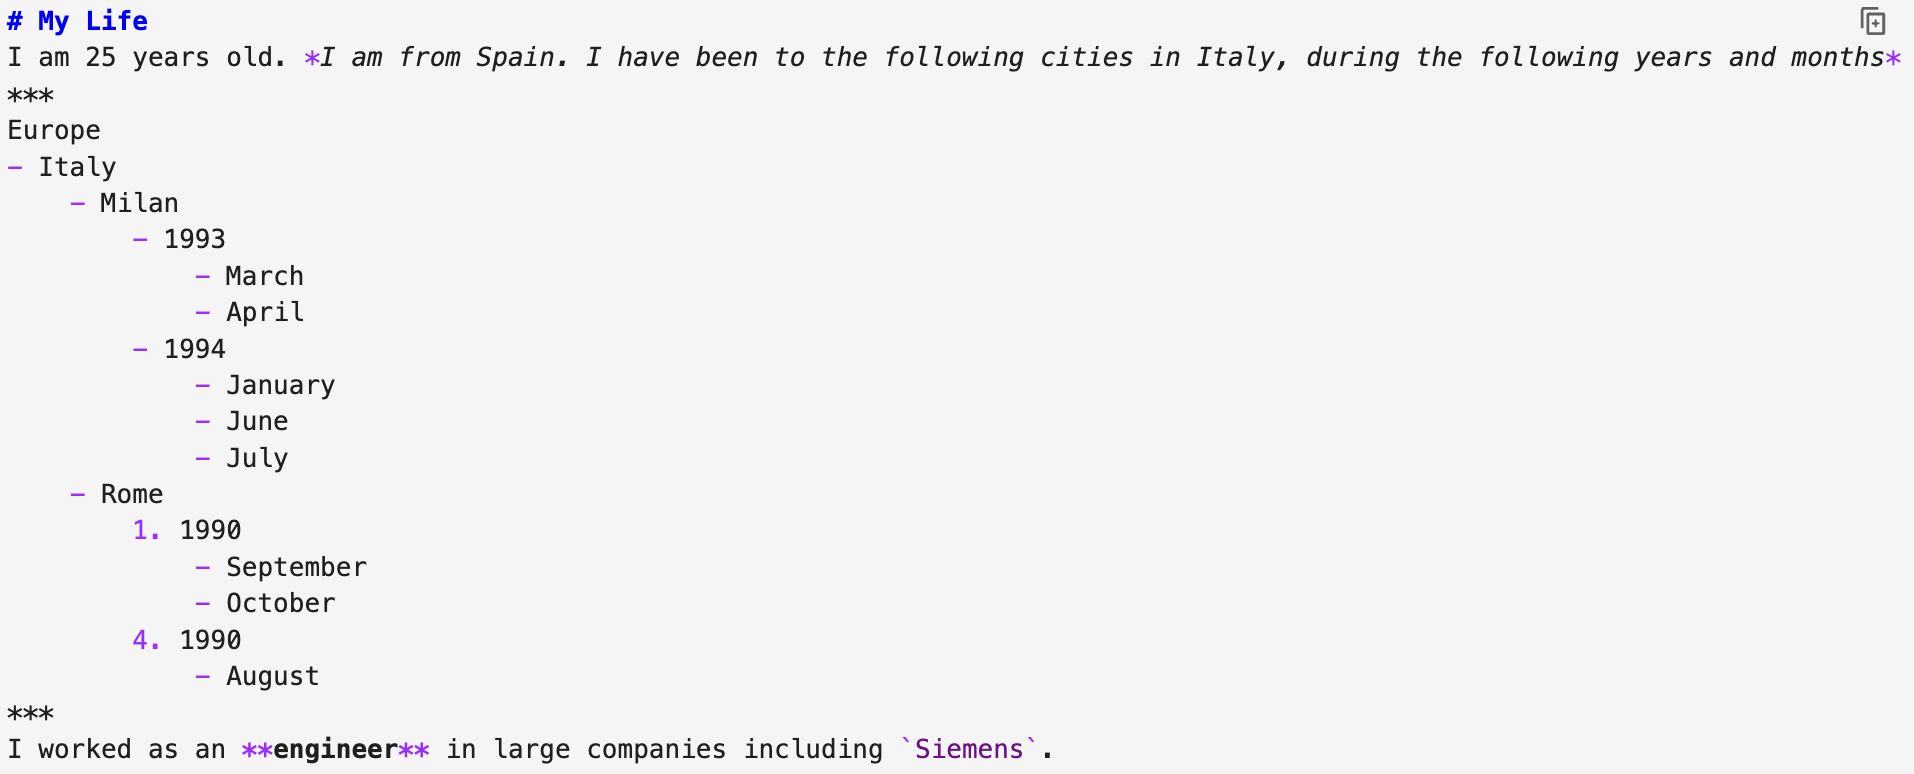 # My Life
I am 25 years old. *I am from Spain. I have been to the following cities in Italy, during the following years and months*
***
Europe
- Italy
    - Milan
        - 1993
            - March
            - April
        - 1994
            - January
            - June
            - July
    - Rome
        1. 1990
            - September
            - October
        4. 1990
            - August
***
I worked as an **engineer** in large companies including `Siemens`.